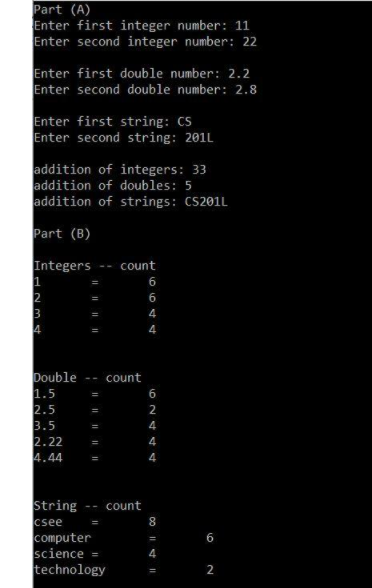 Part (A)
Enter first integer number: 11
Enter second integer number: 22
Enter first double number: 2.2
Enter second double number: 2.8
Enter first string: CS
Enter second string: 201L
addition of integers: 33
addition of doubles: 5
addition of strings: CS201L
Part (B)
Integers -- count
1 = 6
2 = 6
3 = 4
4 = 4
Double -- count
1.5 = 6
2.5 = 2
3.5 = 4
2.22 = 4
4.44 = 4
String -- count
csee = 8
computer = 6
science = 4
technology = 2